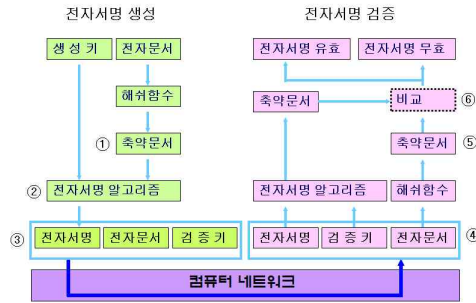 전자서명 생성
전자서명 검증
생성 키 전자문서
전자서명 유효 전자서명 무효
해쉬함수
축약문서 비교 ⑥
① 축약문서
축약문서 ⑤
② 전자서명 알고리즘
전자서명 알고리즘 해쉬함수
③ 전자서명 전자문서 검 증 키
전자서명 검 증 키 전자문서 ④
컴퓨터 네트워크